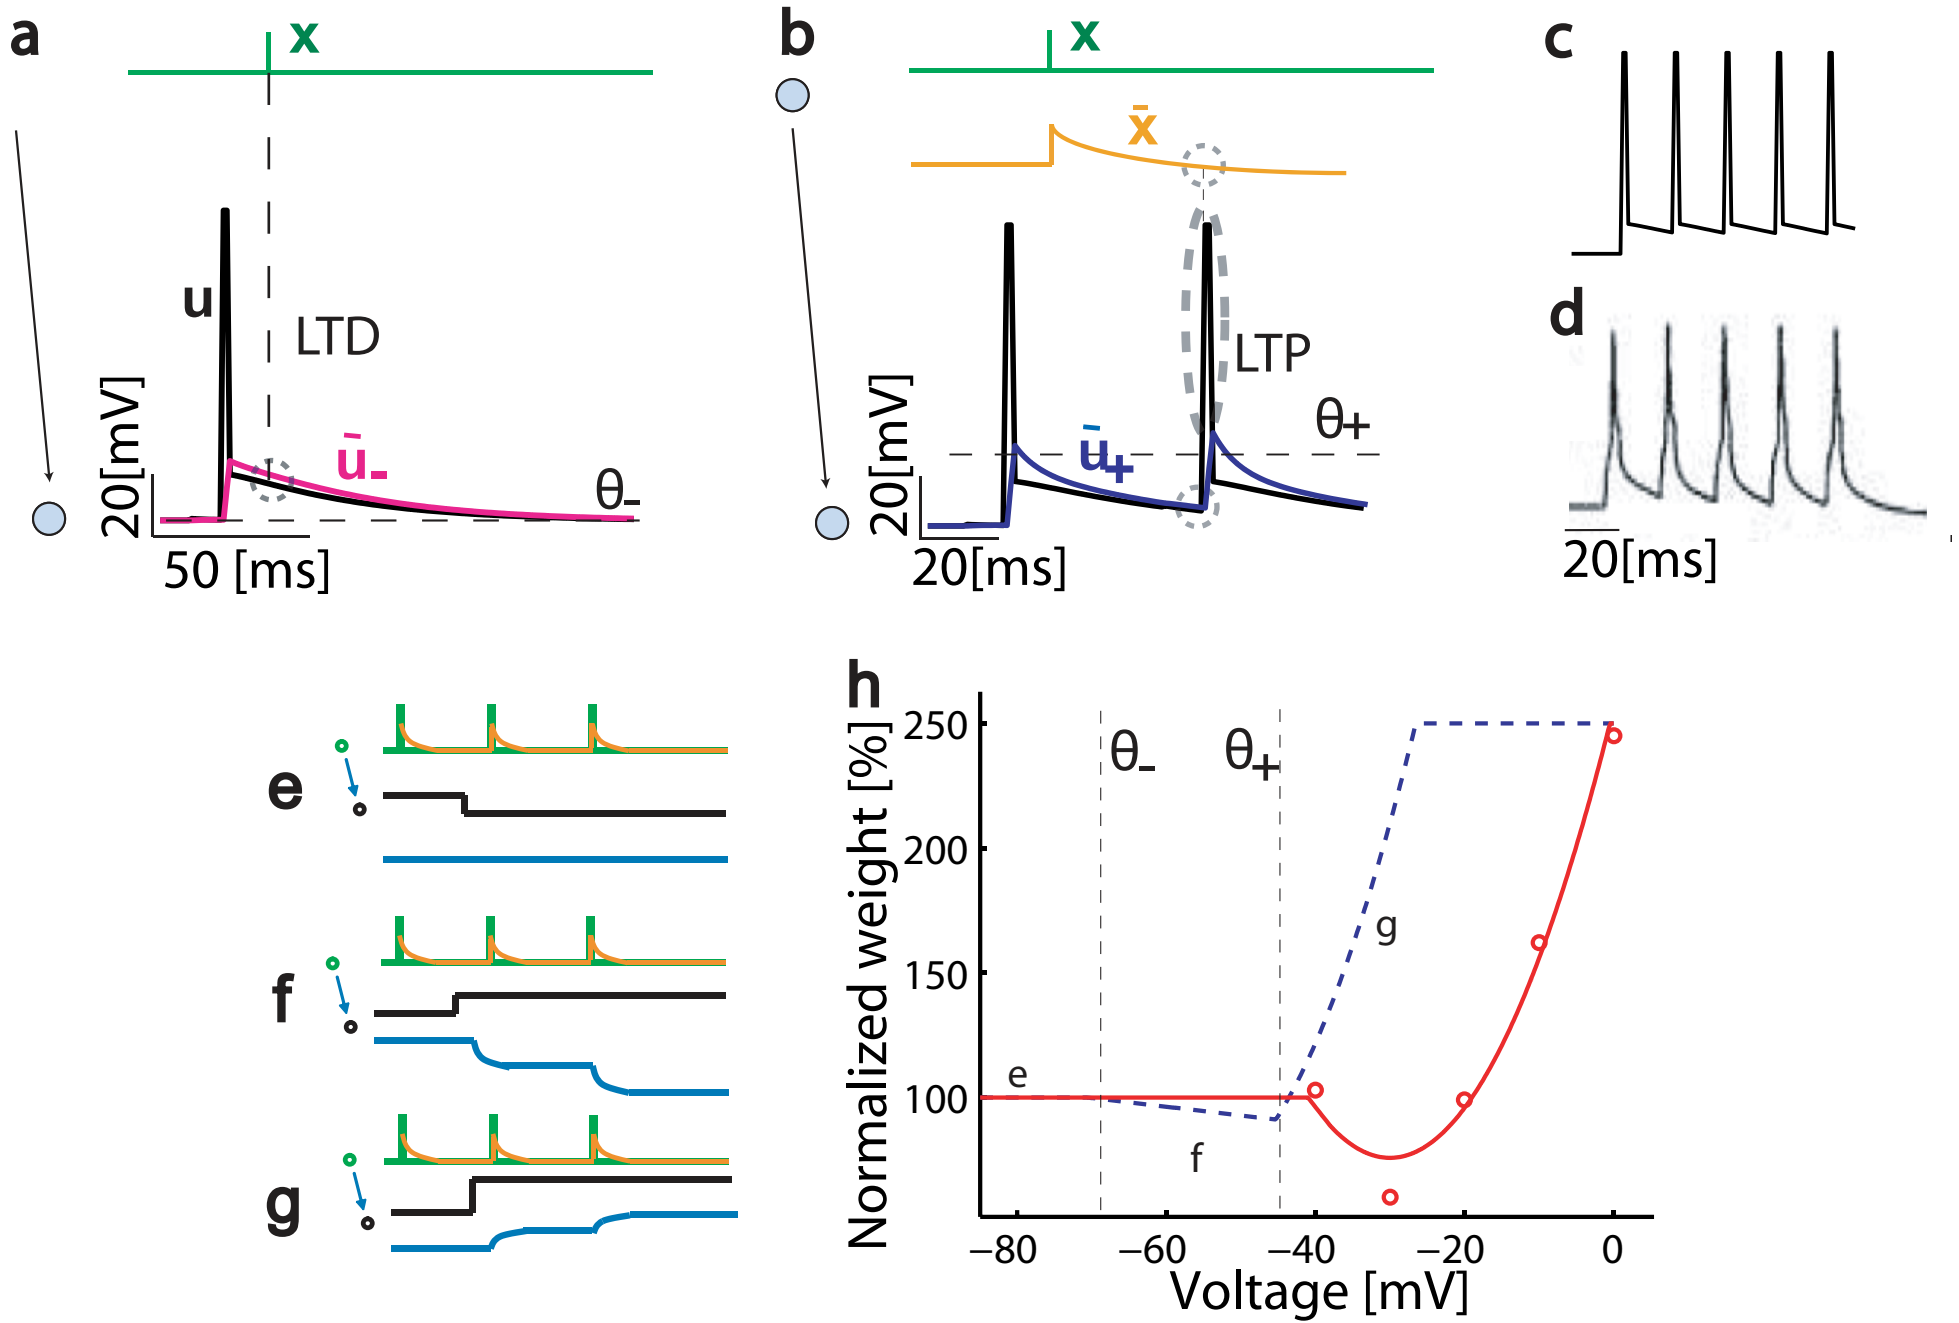 a
x
u
LTD
ū-
θ-
20[mV]
50 [ms]
b
x
x̄
LTP
θ+
ū+
20[mV]
20[ms]
c
d
20[ms]
e
f
g
h
Normalized weight [%]
250
200
150
100
θ-
θ+
g
e
f
−80
−60
−40
−20
0
Voltage [mV]